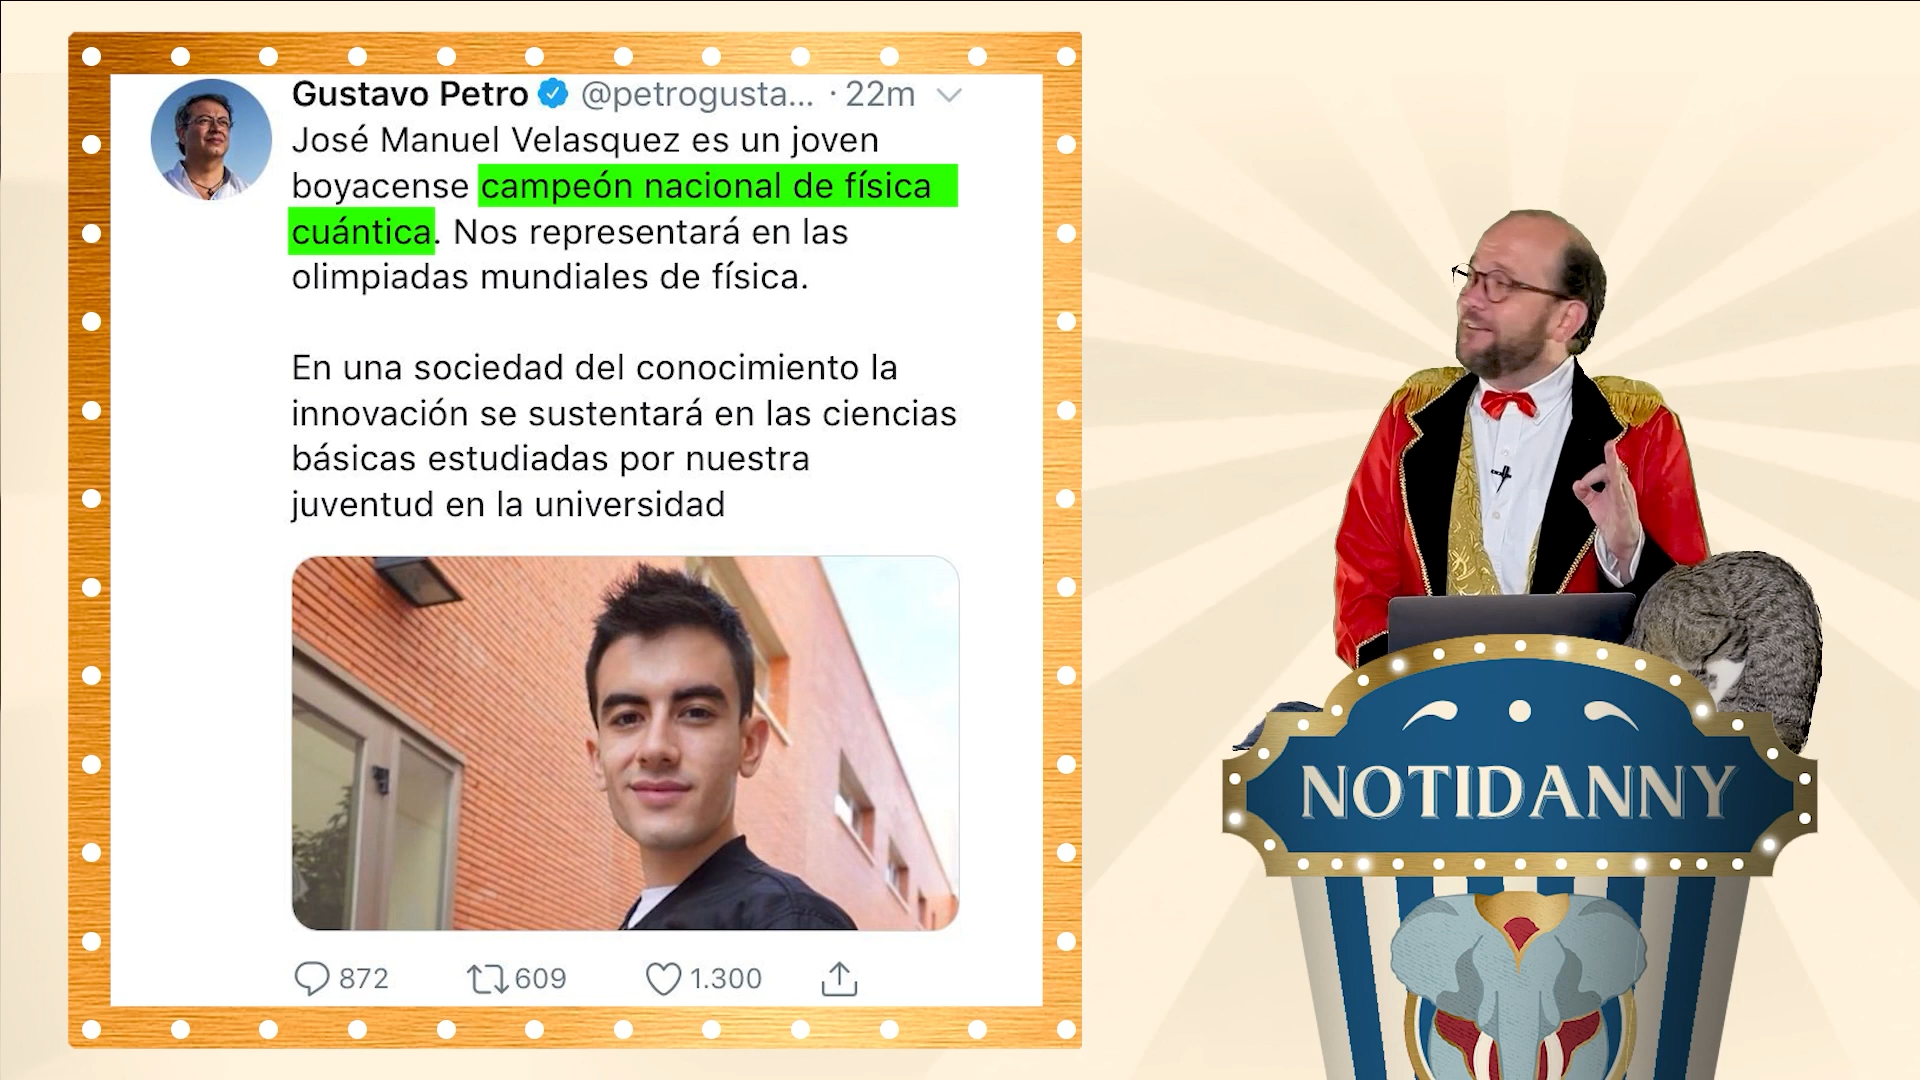 Gustavo Petro @petrogusta... · 22m
José Manuel Velasquez es un joven
boyacense campeón nacional de física
cuántica. Nos representará en las
olimpiadas mundiales de física.
En una sociedad del conocimiento la
innovación se sustentará en las ciencias
básicas estudiadas por nuestra
juventud en la universidad
872 609 1.300
NOTIDANNY